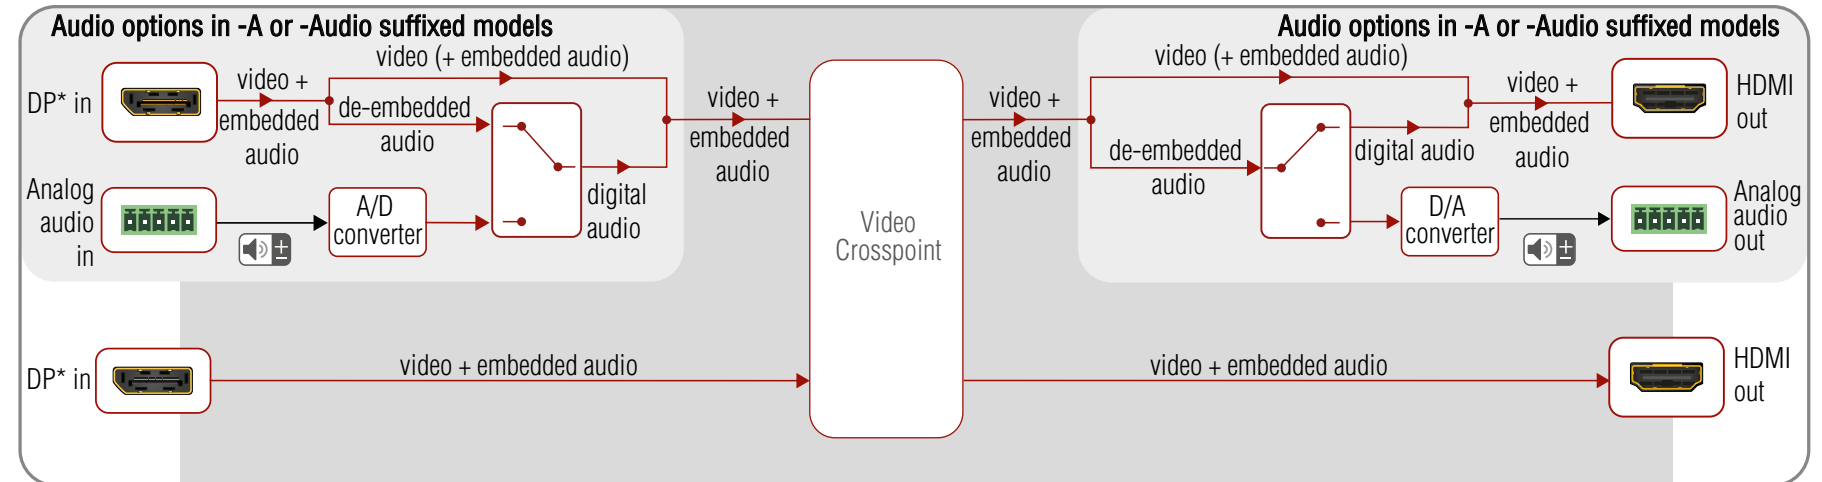 Audio options in -A or -Audio suffixed models
Audio options in -A or -Audio suffixed models
video (+ embedded audio)
DP* in
video +
embedded
audio
de-embedded
audio
Analog
audio
in
A/D
converter
digital
audio
video +
embedded
audio
Video
Crosspoint
video +
embedded
audio
video (+ embedded audio)
de-embedded
audio
digital audio
video +
embedded
audio
HDMI
out
D/A
converter
Analog
audio
out
DP* in
video + embedded audio
video + embedded audio
HDMI
out